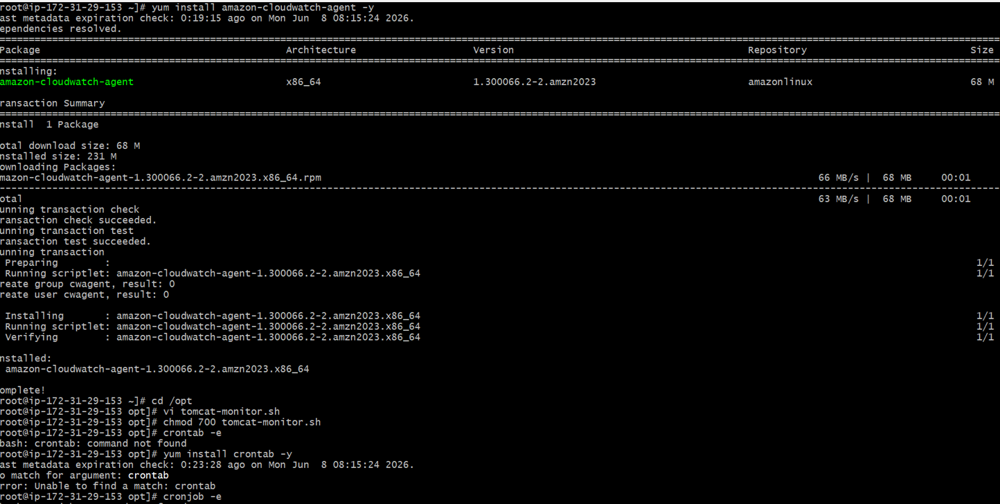 root@ip-172-31-29-153 ~]# yum install amazon-cloudwatch-agent -y
ast metadata expiration check: 0:19:15 ago on Mon Jun  8 08:15:24 2026.
ependencies resolved.
Package Architecture Version Repository Size
nstalling:
amazon-cloudwatch-agent x86_64 1.300066.2-2.amzn2023 amazonlinux 68 M
ransaction Summary
nstall  1 Package
otal download size: 68 M
nstalled size: 231 M
ownloading Packages:
mazon-cloudwatch-agent-1.300066.2-2.amzn2023.x86_64.rpm 66 MB/s |  68 MB 00:01
otal 63 MB/s |  68 MB 00:01
unning transaction check
ransaction check succeeded.
unning transaction test
ransaction test succeeded.
unning transaction
Preparing : 1/1
Running scriptlet: amazon-cloudwatch-agent-1.300066.2-2.amzn2023.x86_64 1/1
reate group cwagent, result: 0
reate user cwagent, result: 0
Installing : amazon-cloudwatch-agent-1.300066.2-2.amzn2023.x86_64 1/1
Running scriptlet: amazon-cloudwatch-agent-1.300066.2-2.amzn2023.x86_64 1/1
Verifying : amazon-cloudwatch-agent-1.300066.2-2.amzn2023.x86_64 1/1
nstalled:
amazon-cloudwatch-agent-1.300066.2-2.amzn2023.x86_64
omplete!
root@ip-172-31-29-153 ~]# cd /opt
root@ip-172-31-29-153 opt]# vi tomcat-monitor.sh
root@ip-172-31-29-153 opt]# chmod 700 tomcat-monitor.sh
root@ip-172-31-29-153 opt]# crontab -e
bash: crontab: command not found
root@ip-172-31-29-153 opt]# yum install crontab -y
ast metadata expiration check: 0:23:28 ago on Mon Jun  8 08:15:24 2026.
o match for argument: crontab
rror: Unable to find a match: crontab
root@ip-172-31-29-153 opt]# cronjob -e